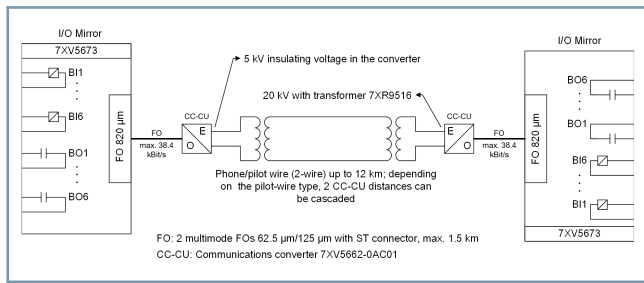 I/O Mirror
7XV5673
BI1
BI6
BO1
BO6
FO 820 µm
FO
max. 38.4
kBit/s
CC-CU
E
O
5 kV insulating voltage in the converter
20 kV with transformer 7XR9516
Phone/pilot wire (2-wire) up to 12 km; depending
on the pilot-wire type, 2 CC-CU distances can
be cascaded
CC-CU
E
O
FO
max. 38.4
kBit/s
I/O Mirror
FO 820 µm
BO6
BO1
BI6
BI1
7XV5673
FO: 2 multimode FOs 62.5 µm/125 µm with ST connector, max. 1.5 km
CC-CU: Communications converter 7XV5662-0AC01